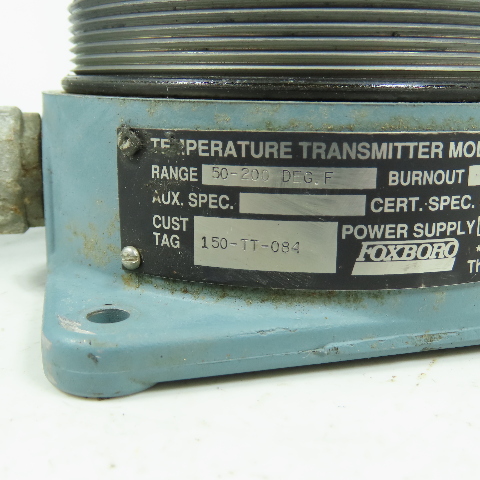 TEMPERATURE TRANSMITTER MO
RANGE 50-200 DEG.F BURNOUT
AUX. SPEC. CERT. SPEC.
CUST TAG 150-TT-084 POWER SUPPLY
FOXBORO